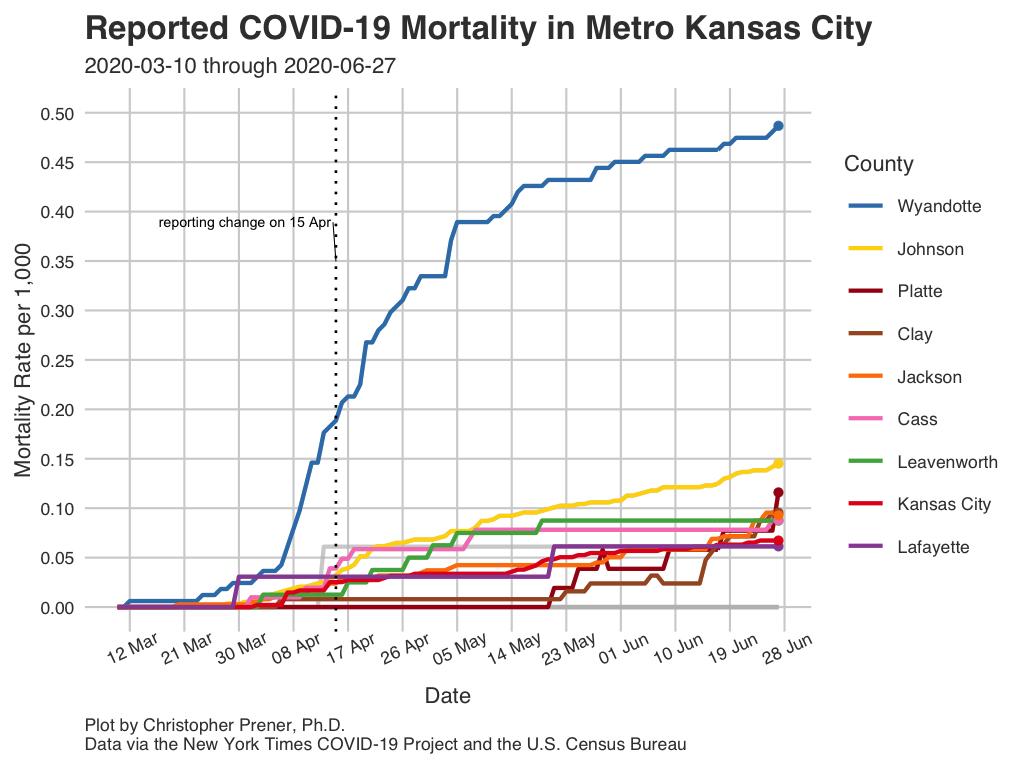 Reported COVID-19 Mortality in Metro Kansas City
2020-03-10 through 2020-06-27
Mortality Rate per 1,000
0.50
0.45
0.40
0.35
0.30
0.25
0.20
0.15
0.10
0.05
0.00
reporting change on 15 Apr
12 Mar
21 Mar
30 Mar
08 Apr
17 Apr
26 Apr
05 May
14 May
23 May
01 Jun
10 Jun
19 Jun
28 Jun
Date
County
Wyandotte
Johnson
Platte
Clay
Jackson
Cass
Leavenworth
Kansas City
Lafayette
Plot by Christopher Prener, Ph.D.
Data via the New York Times COVID-19 Project and the U.S. Census Bureau